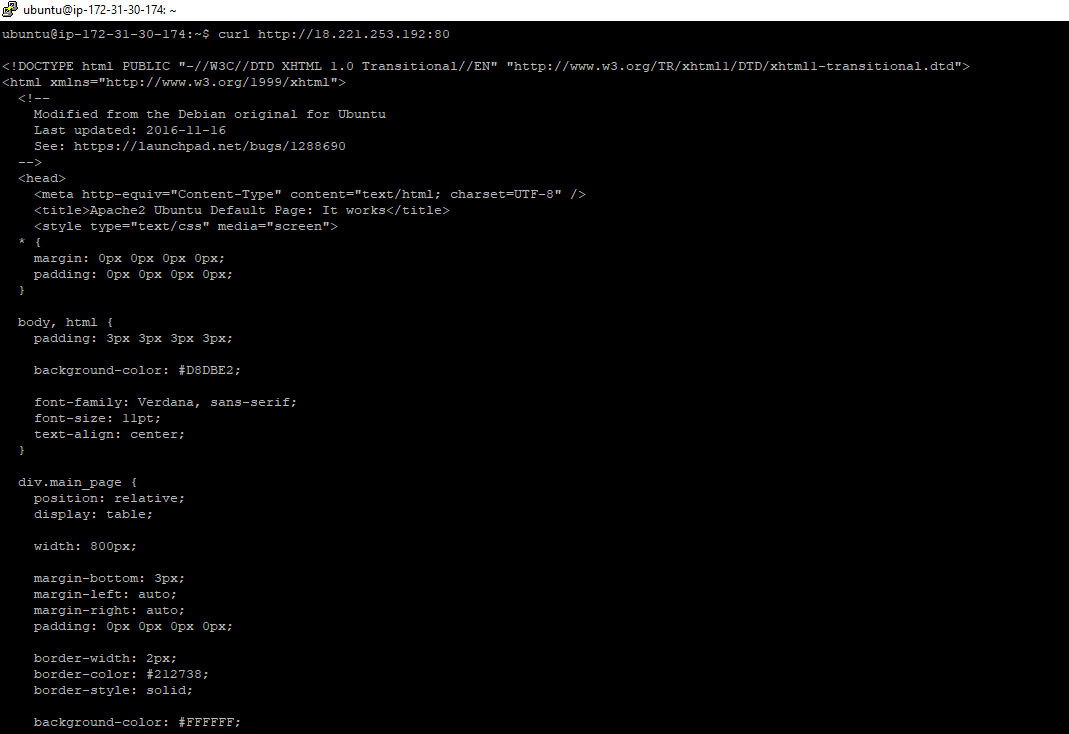 ubuntu@ip-172-31-30-174: ~
ubuntu@ip-172-31-30-174:~$ curl http://18.221.253.192:80
<!DOCTYPE html PUBLIC "-//W3C//DTD XHTML 1.0 Transitional//EN" "http://www.w3.org/TR/xhtml1/DTD/xhtml1-transitional.dtd">
<html xmlns="http://www.w3.org/1999/xhtml">
  <!--
    Modified from the Debian original for Ubuntu
    Last updated: 2016-11-16
    See: https://launchpad.net/bugs/1288690
  -->
  <head>
    <meta http-equiv="Content-Type" content="text/html; charset=UTF-8" />
    <title>Apache2 Ubuntu Default Page: It works</title>
    <style type="text/css" media="screen">
  * {
    margin: 0px 0px 0px 0px;
    padding: 0px 0px 0px 0px;
  }
  body, html {
    padding: 3px 3px 3px 3px;
    background-color: #D8DBE2;
    font-family: Verdana, sans-serif;
    font-size: 11pt;
    text-align: center;
  }
  div.main_page {
    position: relative;
    display: table;
    width: 800px;
    margin-bottom: 3px;
    margin-left: auto;
    margin-right: auto;
    padding: 0px 0px 0px 0px;
    border-width: 2px;
    border-color: #212738;
    border-style: solid;
    background-color: #FFFFFF;